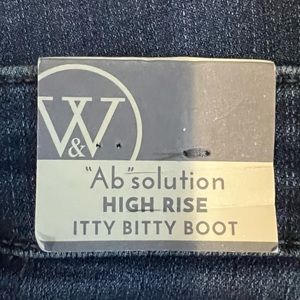 W&W
"Ab"solution
HIGH RISE
ITTY BITTY BOOT